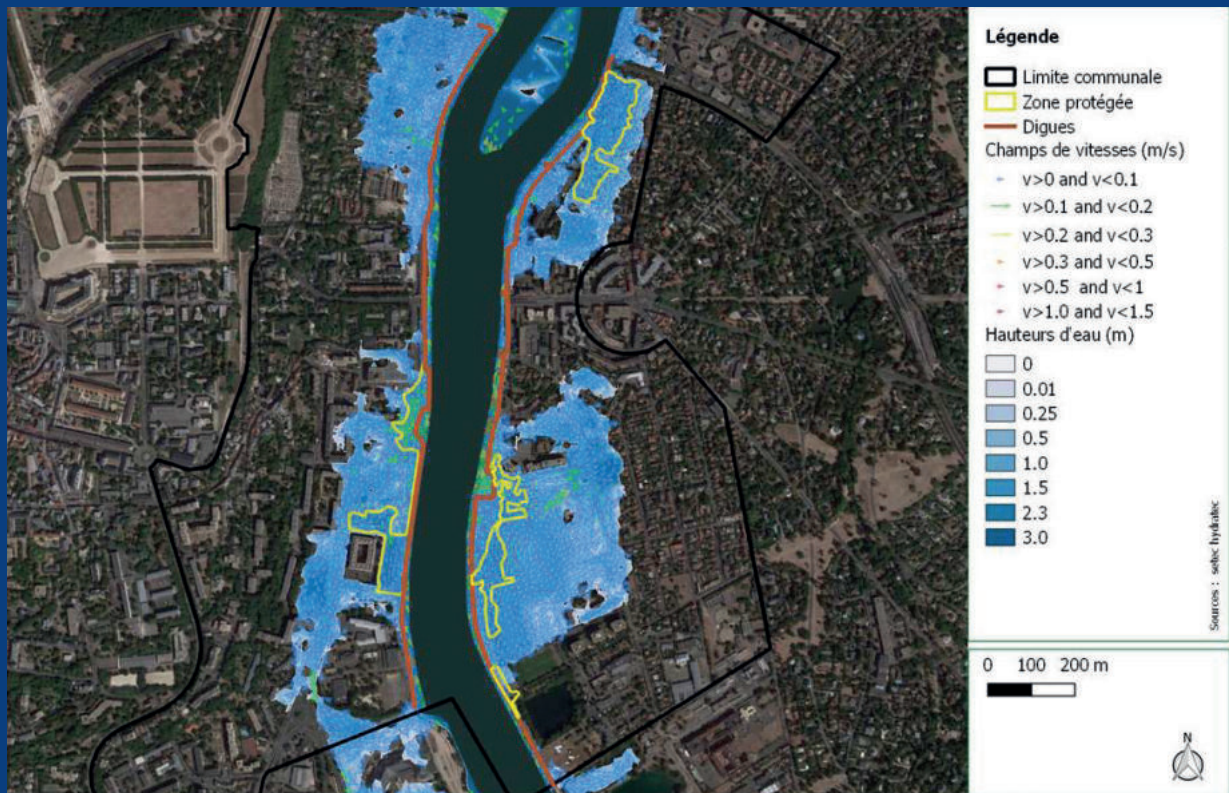 Légende
Limite communale
Zone protégée
Digues
Champs de vitesses (m/s)
v>0 and v<0.1
v>0.1 and v<0.2
v>0.2 and v<0.3
v>0.3 and v<0.5
v>0.5 and v<1
v>1.0 and v<1.5
Hauteurs d'eau (m)
0
0.01
0.25
0.5
1.0
1.5
2.3
3.0
Sources : setec hydratec
0 100 200 m
N